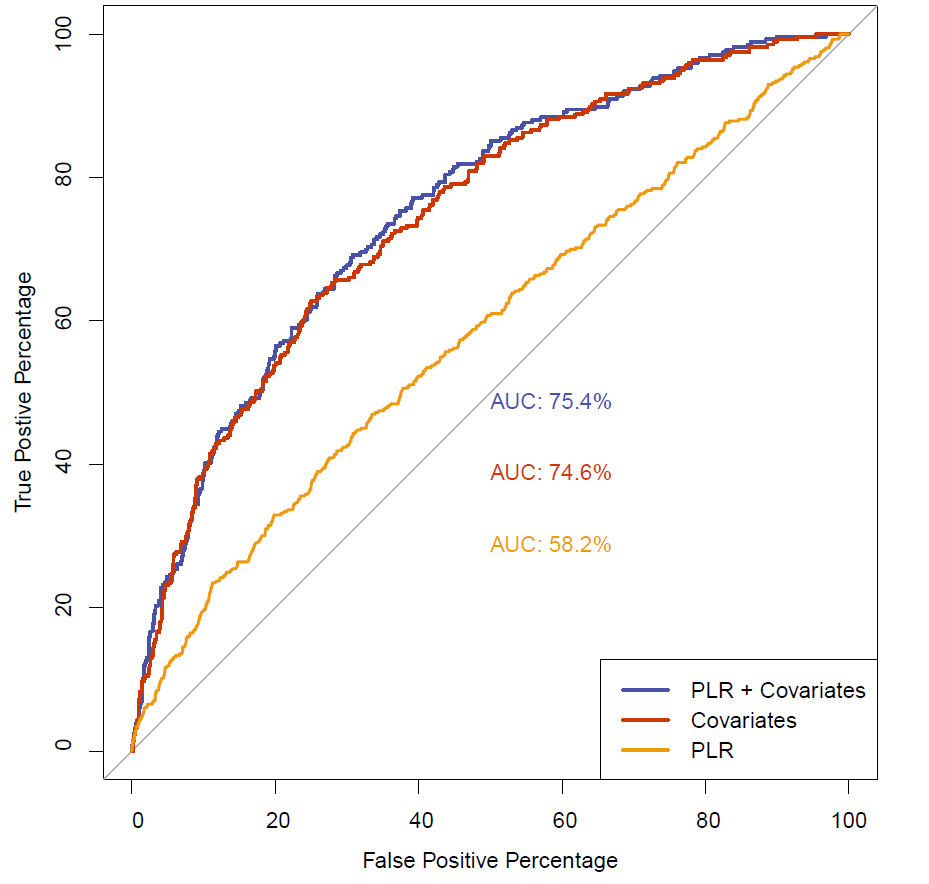 True Postive Percentage
100
80
60
40
20
0
AUC: 75.4%
AUC: 74.6%
AUC: 58.2%
PLR + Covariates
Covariates
PLR
0 20 40 60 80 100
False Positive Percentage